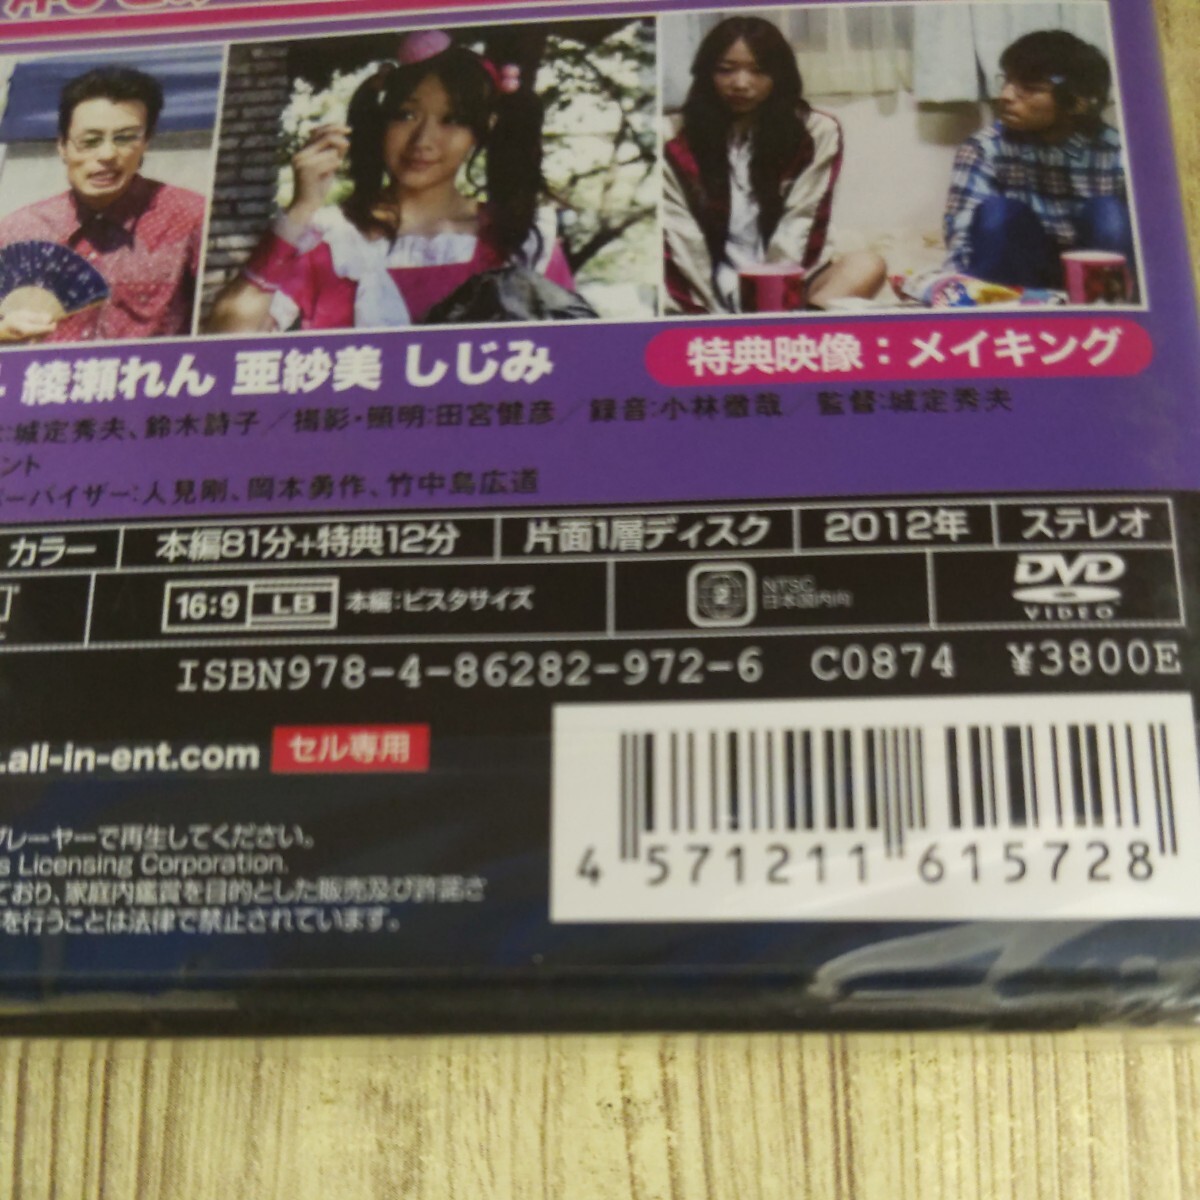 綾瀬れん 亜紗美 しじみ
特典映像：メイキング
城定秀夫、鈴木詩子／撮影・照明:田宮健彦／録音:小林徹哉／監督:城定秀夫
ント
ーバイザー:人見剛、岡本勇作、竹中島広道
カラー 本編81分+特典12分 片面1層ディスク 2012年 ステレオ
16:9 LB 本編:ビスタサイズ 2 NTSC 日本国内向 DVD VIDEO
ISBN978-4-86282-972-6 C0874 ¥3800E
.all-in-ent.com セル専用
レーヤーで再生してください。
s Licensing Corporation.
ており、家庭内鑑賞を目的とした販売及び許諾さ
を行うことは法律で禁止されています。
4 571211 615728